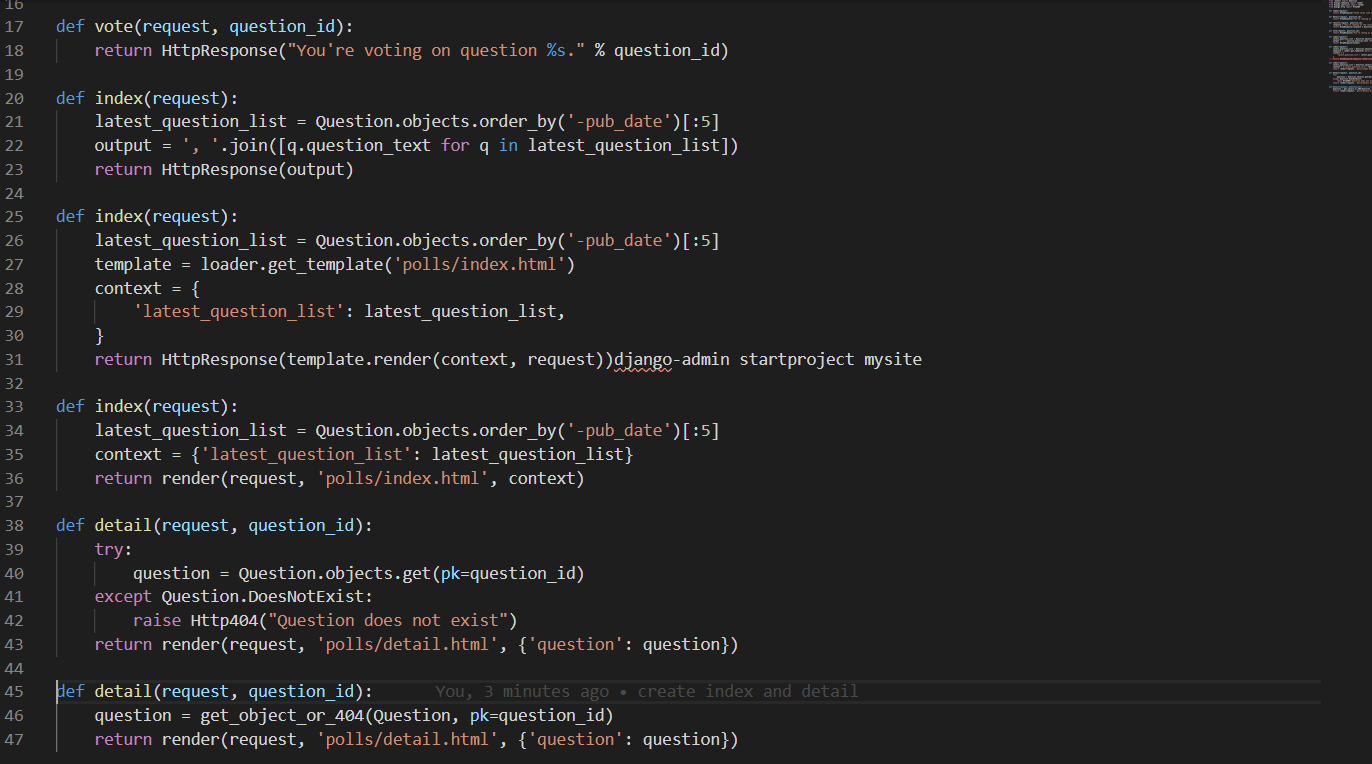 16
17 def vote(request, question_id):
18     return HttpResponse("You're voting on question %s." % question_id)
19
20 def index(request):
21     latest_question_list = Question.objects.order_by('-pub_date')[:5]
22     output = ', '.join([q.question_text for q in latest_question_list])
23     return HttpResponse(output)
24
25 def index(request):
26     latest_question_list = Question.objects.order_by('-pub_date')[:5]
27     template = loader.get_template('polls/index.html')
28     context = {
29         'latest_question_list': latest_question_list,
30     }
31     return HttpResponse(template.render(context, request))django-admin startproject mysite
32
33 def index(request):
34     latest_question_list = Question.objects.order_by('-pub_date')[:5]
35     context = {'latest_question_list': latest_question_list}
36     return render(request, 'polls/index.html', context)
37
38 def detail(request, question_id):
39     try:
40         question = Question.objects.get(pk=question_id)
41     except Question.DoesNotExist:
42         raise Http404("Question does not exist")
43     return render(request, 'polls/detail.html', {'question': question})
44
45 def detail(request, question_id): You, 3 minutes ago • create index and detail
46     question = get_object_or_404(Question, pk=question_id)
47     return render(request, 'polls/detail.html', {'question': question})